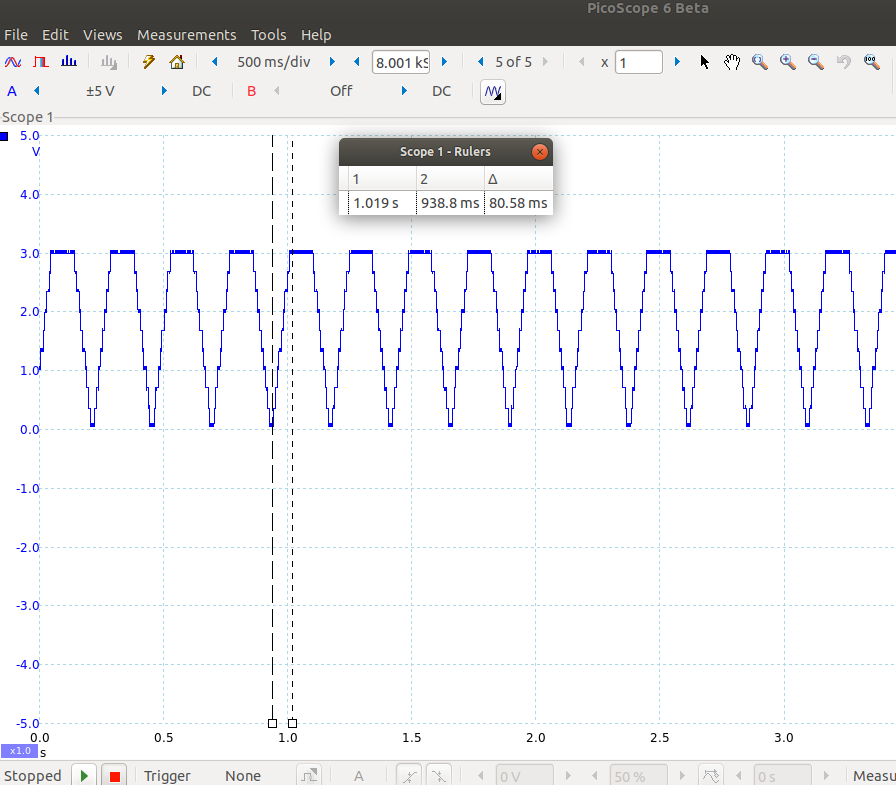 PicoScope 6 Beta
File Edit Views Measurements Tools Help
500 ms/div 8.001 kS 5 of 5 x 1
A ±5 V DC B Off DC
Scope 1
5.0
V
4.0
3.0
2.0
1.0
0.0
-1.0
-2.0
-3.0
-4.0
-5.0
Scope 1 - Rulers
1 2 Δ
1.019 s 938.8 ms 80.58 ms
0.0 0.5 1.0 1.5 2.0 2.5 3.0
x1.0 s
Stopped Trigger None A 0 V 50 % 0 s Measu